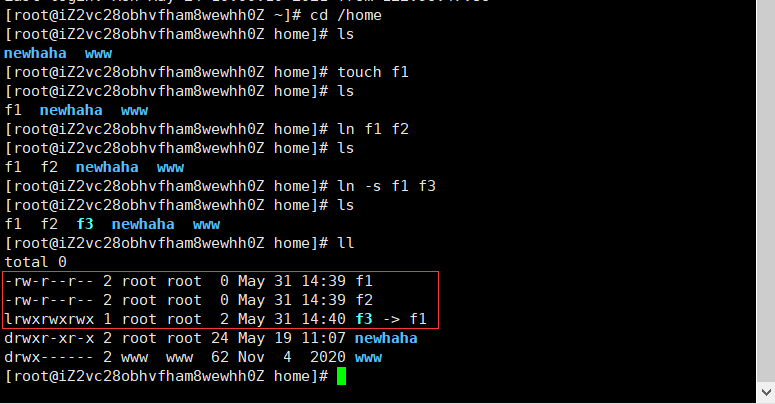 [root@iZ2vc28obhvfham8wewhh0Z ~]# cd /home
[root@iZ2vc28obhvfham8wewhh0Z home]# ls
newhaha  www
[root@iZ2vc28obhvfham8wewhh0Z home]# touch f1
[root@iZ2vc28obhvfham8wewhh0Z home]# ls
f1  newhaha  www
[root@iZ2vc28obhvfham8wewhh0Z home]# ln f1 f2
[root@iZ2vc28obhvfham8wewhh0Z home]# ls
f1  f2  newhaha  www
[root@iZ2vc28obhvfham8wewhh0Z home]# ln -s f1 f3
[root@iZ2vc28obhvfham8wewhh0Z home]# ls
f1  f2  f3  newhaha  www
[root@iZ2vc28obhvfham8wewhh0Z home]# ll
total 0
-rw-r--r-- 2 root root  0 May 31 14:39 f1
-rw-r--r-- 2 root root  0 May 31 14:39 f2
lrwxrwxrwx 1 root root  2 May 31 14:40 f3 -> f1
drwxr-xr-x 2 root root 24 May 19 11:07 newhaha
drwx------ 2 www  www  62 Nov  4  2020 www
[root@iZ2vc28obhvfham8wewhh0Z home]#